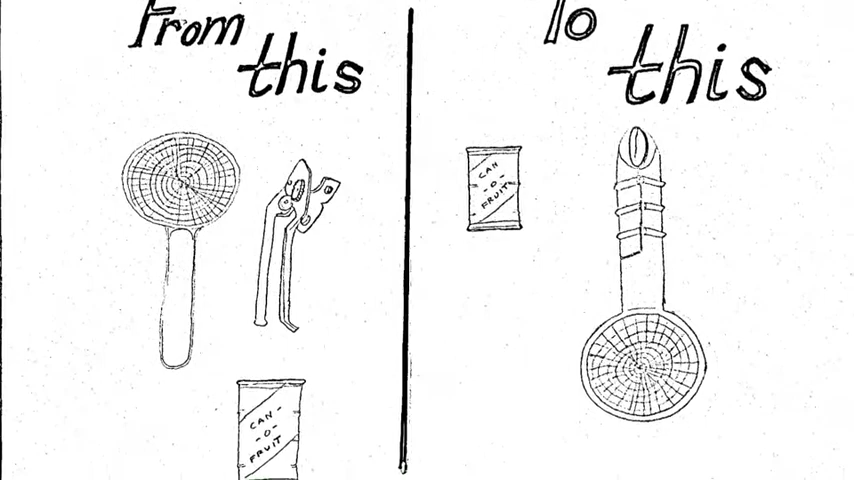 From
this
CAN -
- O -
FRUIT
To
this
CAN
- O -
FRUIT